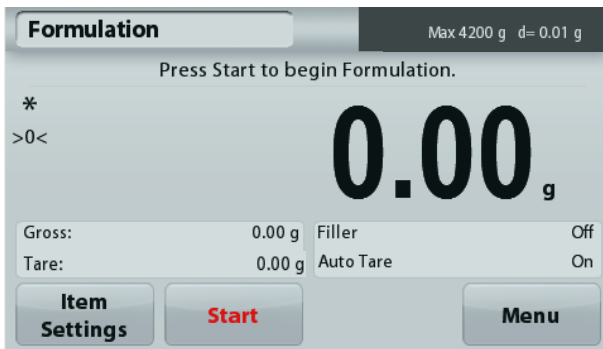 Formulation
Max 4200 g d= 0.01 g
Press Start to begin Formulation.
*
>0<
0.00 g
Gross: 0.00 g Filler Off
Tare: 0.00 g Auto Tare On
Item
Settings
Start
Menu